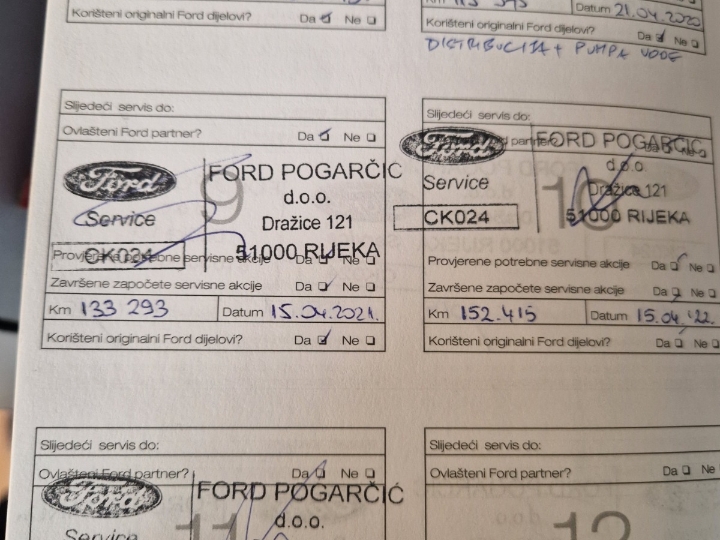 Korišteni originalni Ford dijelovi? Da Ne
Km
Datum 21.04.2020
Korišteni originalni Ford dijelovi? Da Ne
DISTRIBUCIJA + PUMPA VODE
Slijedeći servis do:
Ovlašteni Ford partner? Da Ne
9
Ford
Service
CK024
FORD POGARČIĆ
d.o.o.
Dražice 121
51000 RIJEKA
Provjerene potrebne servisne akcije Da Ne
Završene započete servisne akcije Da Ne
Km 133 293 Datum 15.04.2021.
Korišteni originalni Ford dijelovi? Da Ne
Slijedeći servis do:
partner?
10
Ford
Service
CK024
FORD POGARČIĆ
d.o.o.
Dražice 121
51000 RIJEKA
Provjerene potrebne servisne akcije Da Ne
Završene započete servisne akcije Da Ne
Km 152.415 Datum 15.04.'22.
Korišteni originalni Ford dijelovi? Da Ne
Slijedeći servis do:
Ovlašteni Ford partner? Da Ne
11
Ford
Service
FORD POGARČIĆ
d.o.o.
Slijedeći servis do:
Ovlašteni Ford partner? Da Ne
12